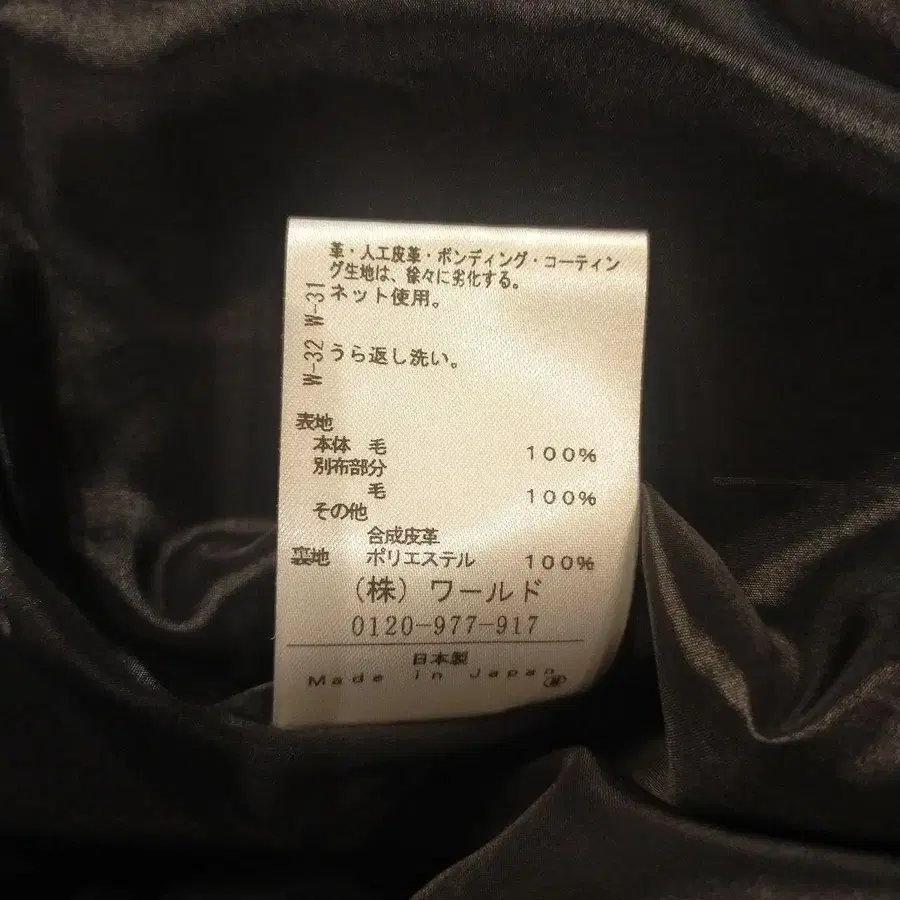 革・人工皮革・ボンディング・コーティン
グ生地は、徐々に劣化する。
W-31 ネット使用。
W-32 うら返し洗い。
表地
本体 毛 100%
別布部分
毛 100%
その他
合成皮革
裏地 ポリエステル 100%
(株) ワールド
0120-977-917
日本製
Made in Japan